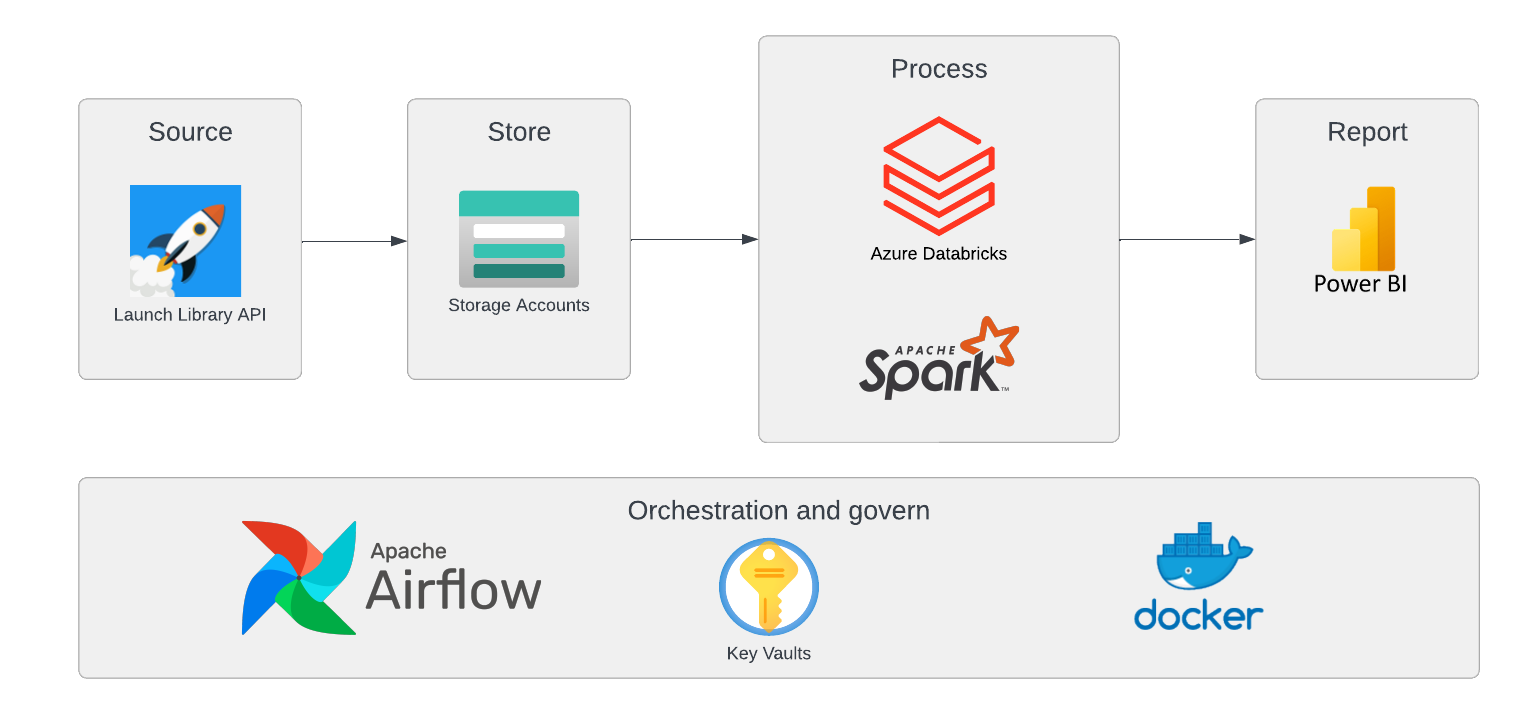 Source
Launch Library API
Store
Storage Accounts
Process
Azure Databricks
APACHE
Spark™
Report
Power BI
Orchestration and govern
Apache
Airflow
Key Vaults
docker